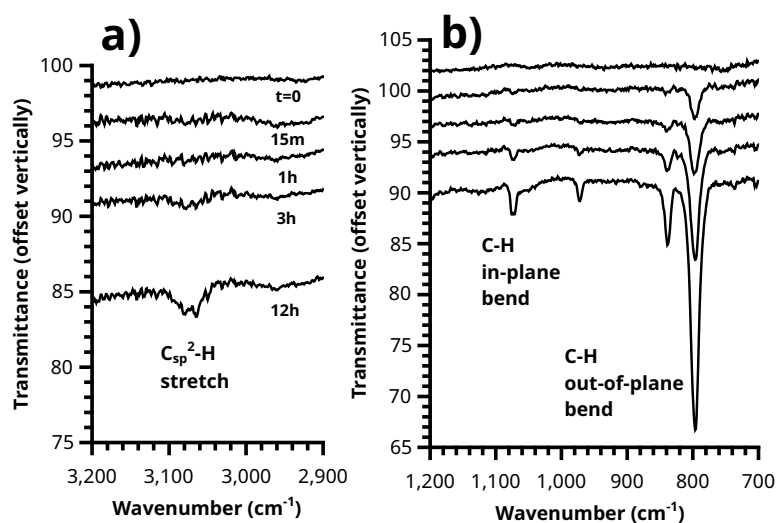 a)
100
95
90
85
80
75
Transmittance (offset vertically)
t=0
15m
1h
3h
12h
Csp2-H
stretch
3,200
3,100
3,000
2,900
Wavenumber (cm-1)
b)
105
100
95
90
85
80
75
70
65
Transmittance (offset vertically)
C-H
in-plane
bend
C-H
out-of-plane
bend
1,200
1,100
1,000
900
800
700
Wavenumber (cm-1)